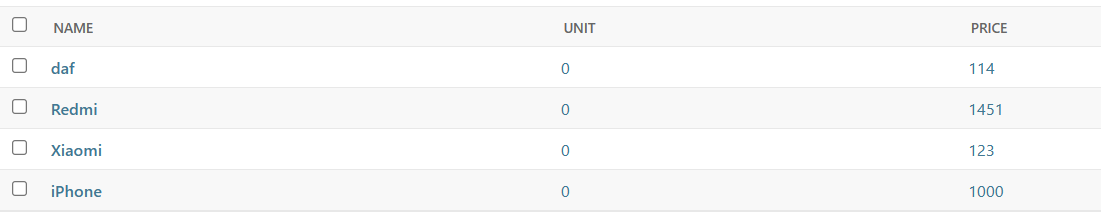 NAME UNIT PRICE
daf 0 114
Redmi 0 1451
Xiaomi 0 123
iPhone 0 1000